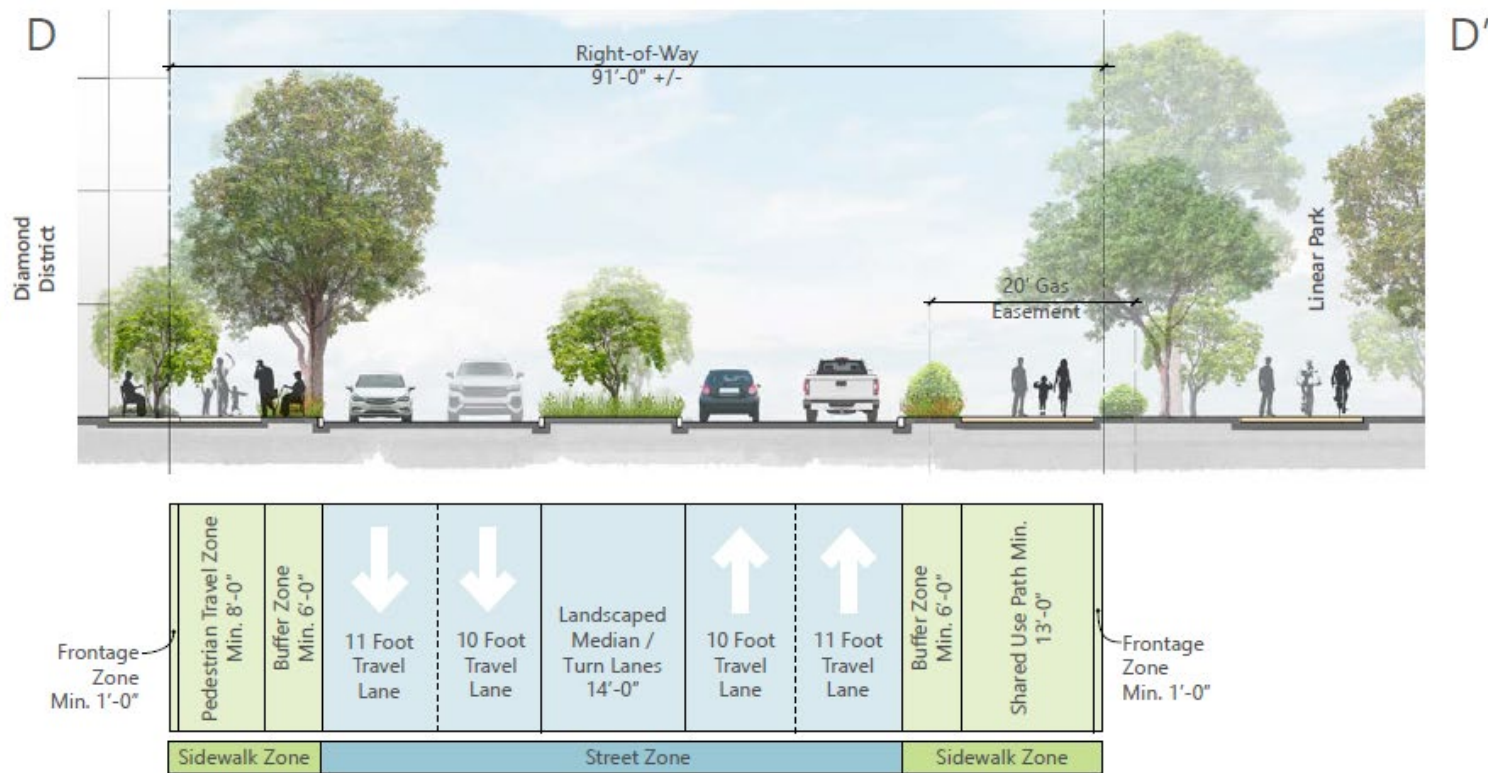 D
D'
Right-of-Way
91'-0" +/-
Diamond
District
20' Gas
Easement
Linear Park
Frontage
Zone
Min. 1'-0"
Pedestrian Travel Zone
Min. 8'-0"
Buffer Zone
Min. 6'-0"
11 Foot
Travel
Lane
10 Foot
Travel
Lane
Landscaped
Median /
Turn Lanes
14'-0"
10 Foot
Travel
Lane
11 Foot
Travel
Lane
Buffer Zone
Min. 6'-0"
Shared Use Path Min.
13'-0"
Frontage
Zone
Min. 1'-0"
Sidewalk Zone
Street Zone
Sidewalk Zone